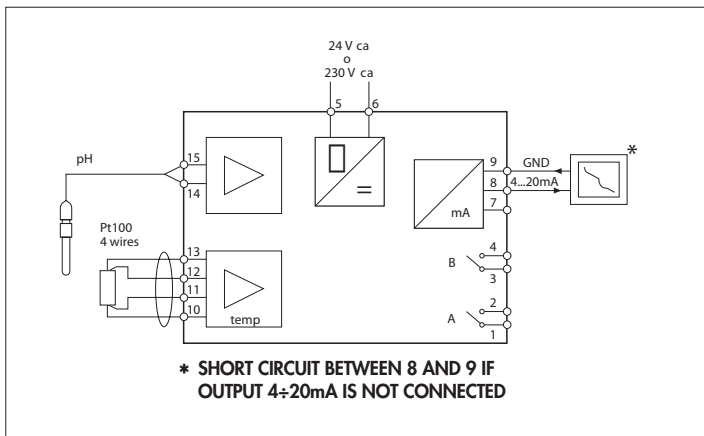 24 V ca
o
230 V ca
5 6
pH
15
14
9 GND
8 4...20mA
7
mA
Pt100
4 wires
13
12
11
10
temp
B
4
3
A
2
1
*
* SHORT CIRCUIT BETWEEN 8 AND 9 IF
OUTPUT 4÷20mA IS NOT CONNECTED